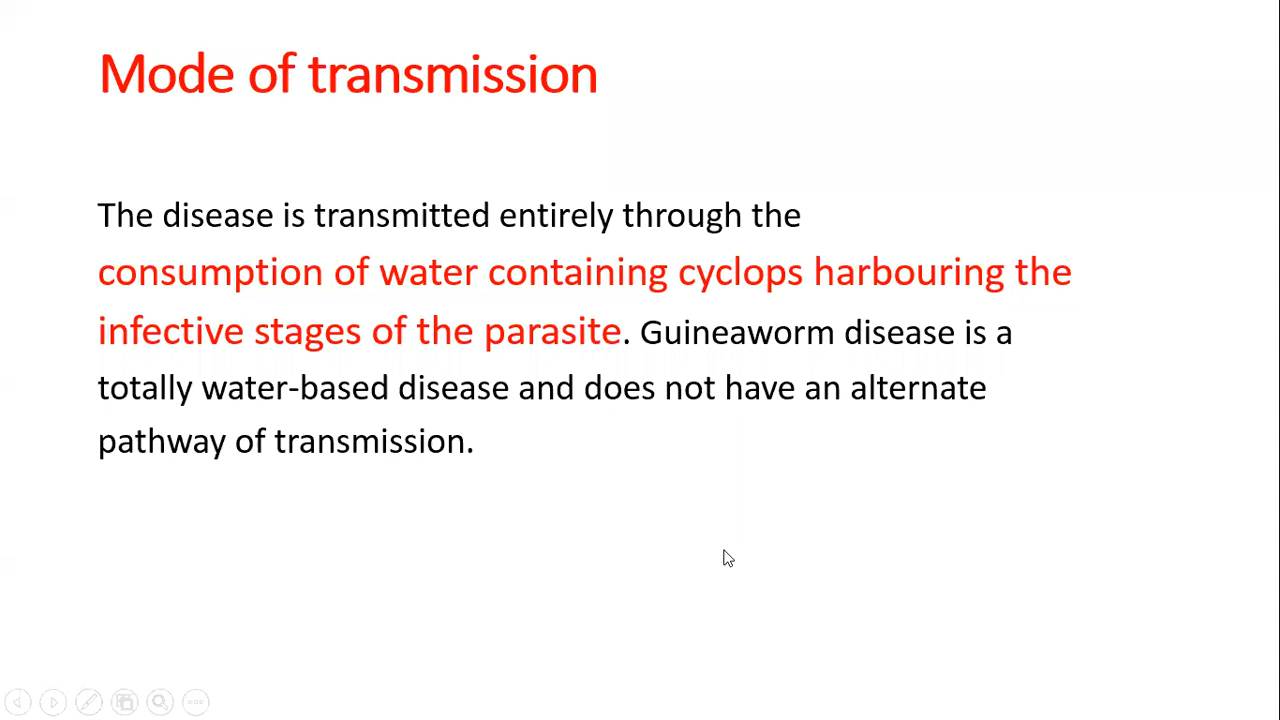 Mode of transmission
The disease is transmitted entirely through the
consumption of water containing cyclops harbouring the
infective stages of the parasite. Guineaworm disease is a
totally water-based disease and does not have an alternate
pathway of transmission.